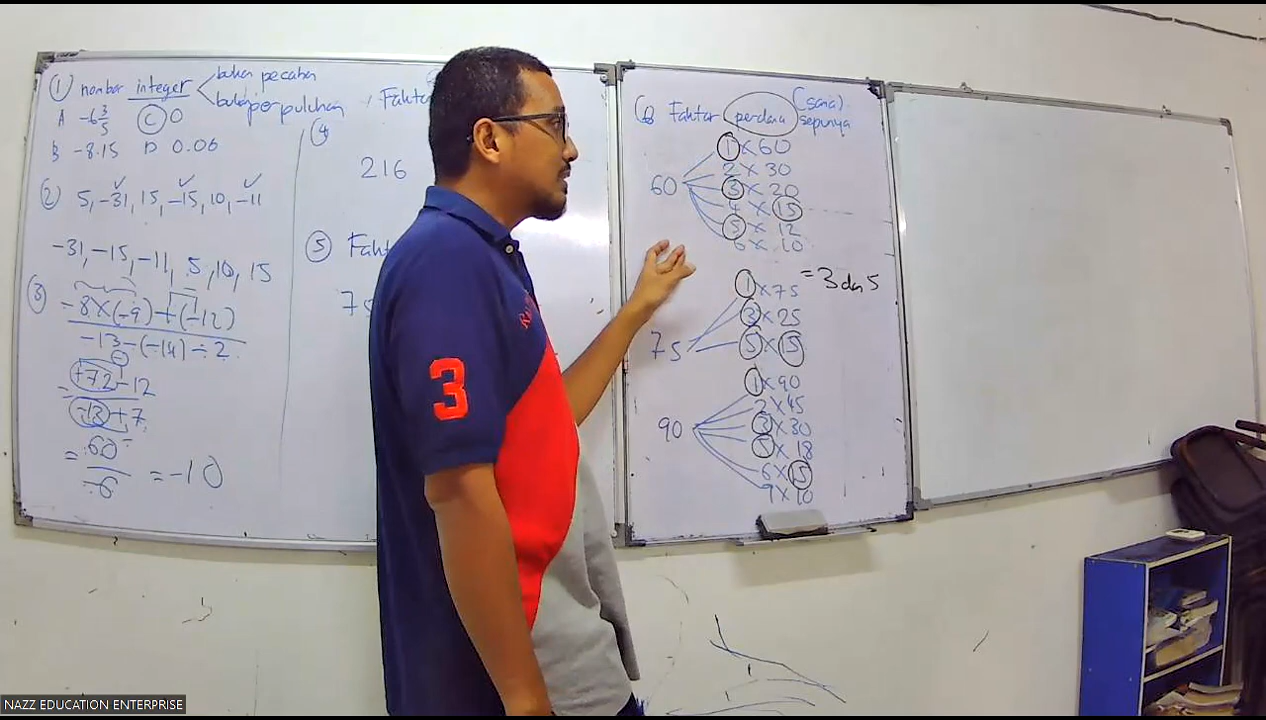 1) nombor integer
bukan pecahan
bukan perpuluhan
A -6 3/5 C 0
B -8.15 D 0.06
2 5, -31, 15, -15, 10, -11
-31, -15, -11, 5, 10, 15
3 -8 × (-9) + (-12)
-13 - (-14) ÷ 2
+72 - 12
-13 + 7
= 60
-6
= -10
Fakto
4
216
5 Fakt
75
Faktor perdana (sama) sepunya
60
1 × 60
2 × 30
3 × 20
4 × 15
5 × 12
6 × 10
= 3 dan 5
75
1 × 75
3 × 25
5 × 15
90
1 × 90
2 × 45
3 × 30
5 × 18
6 × 15
9 × 10
3
NAZZ EDUCATION ENTERPRISE